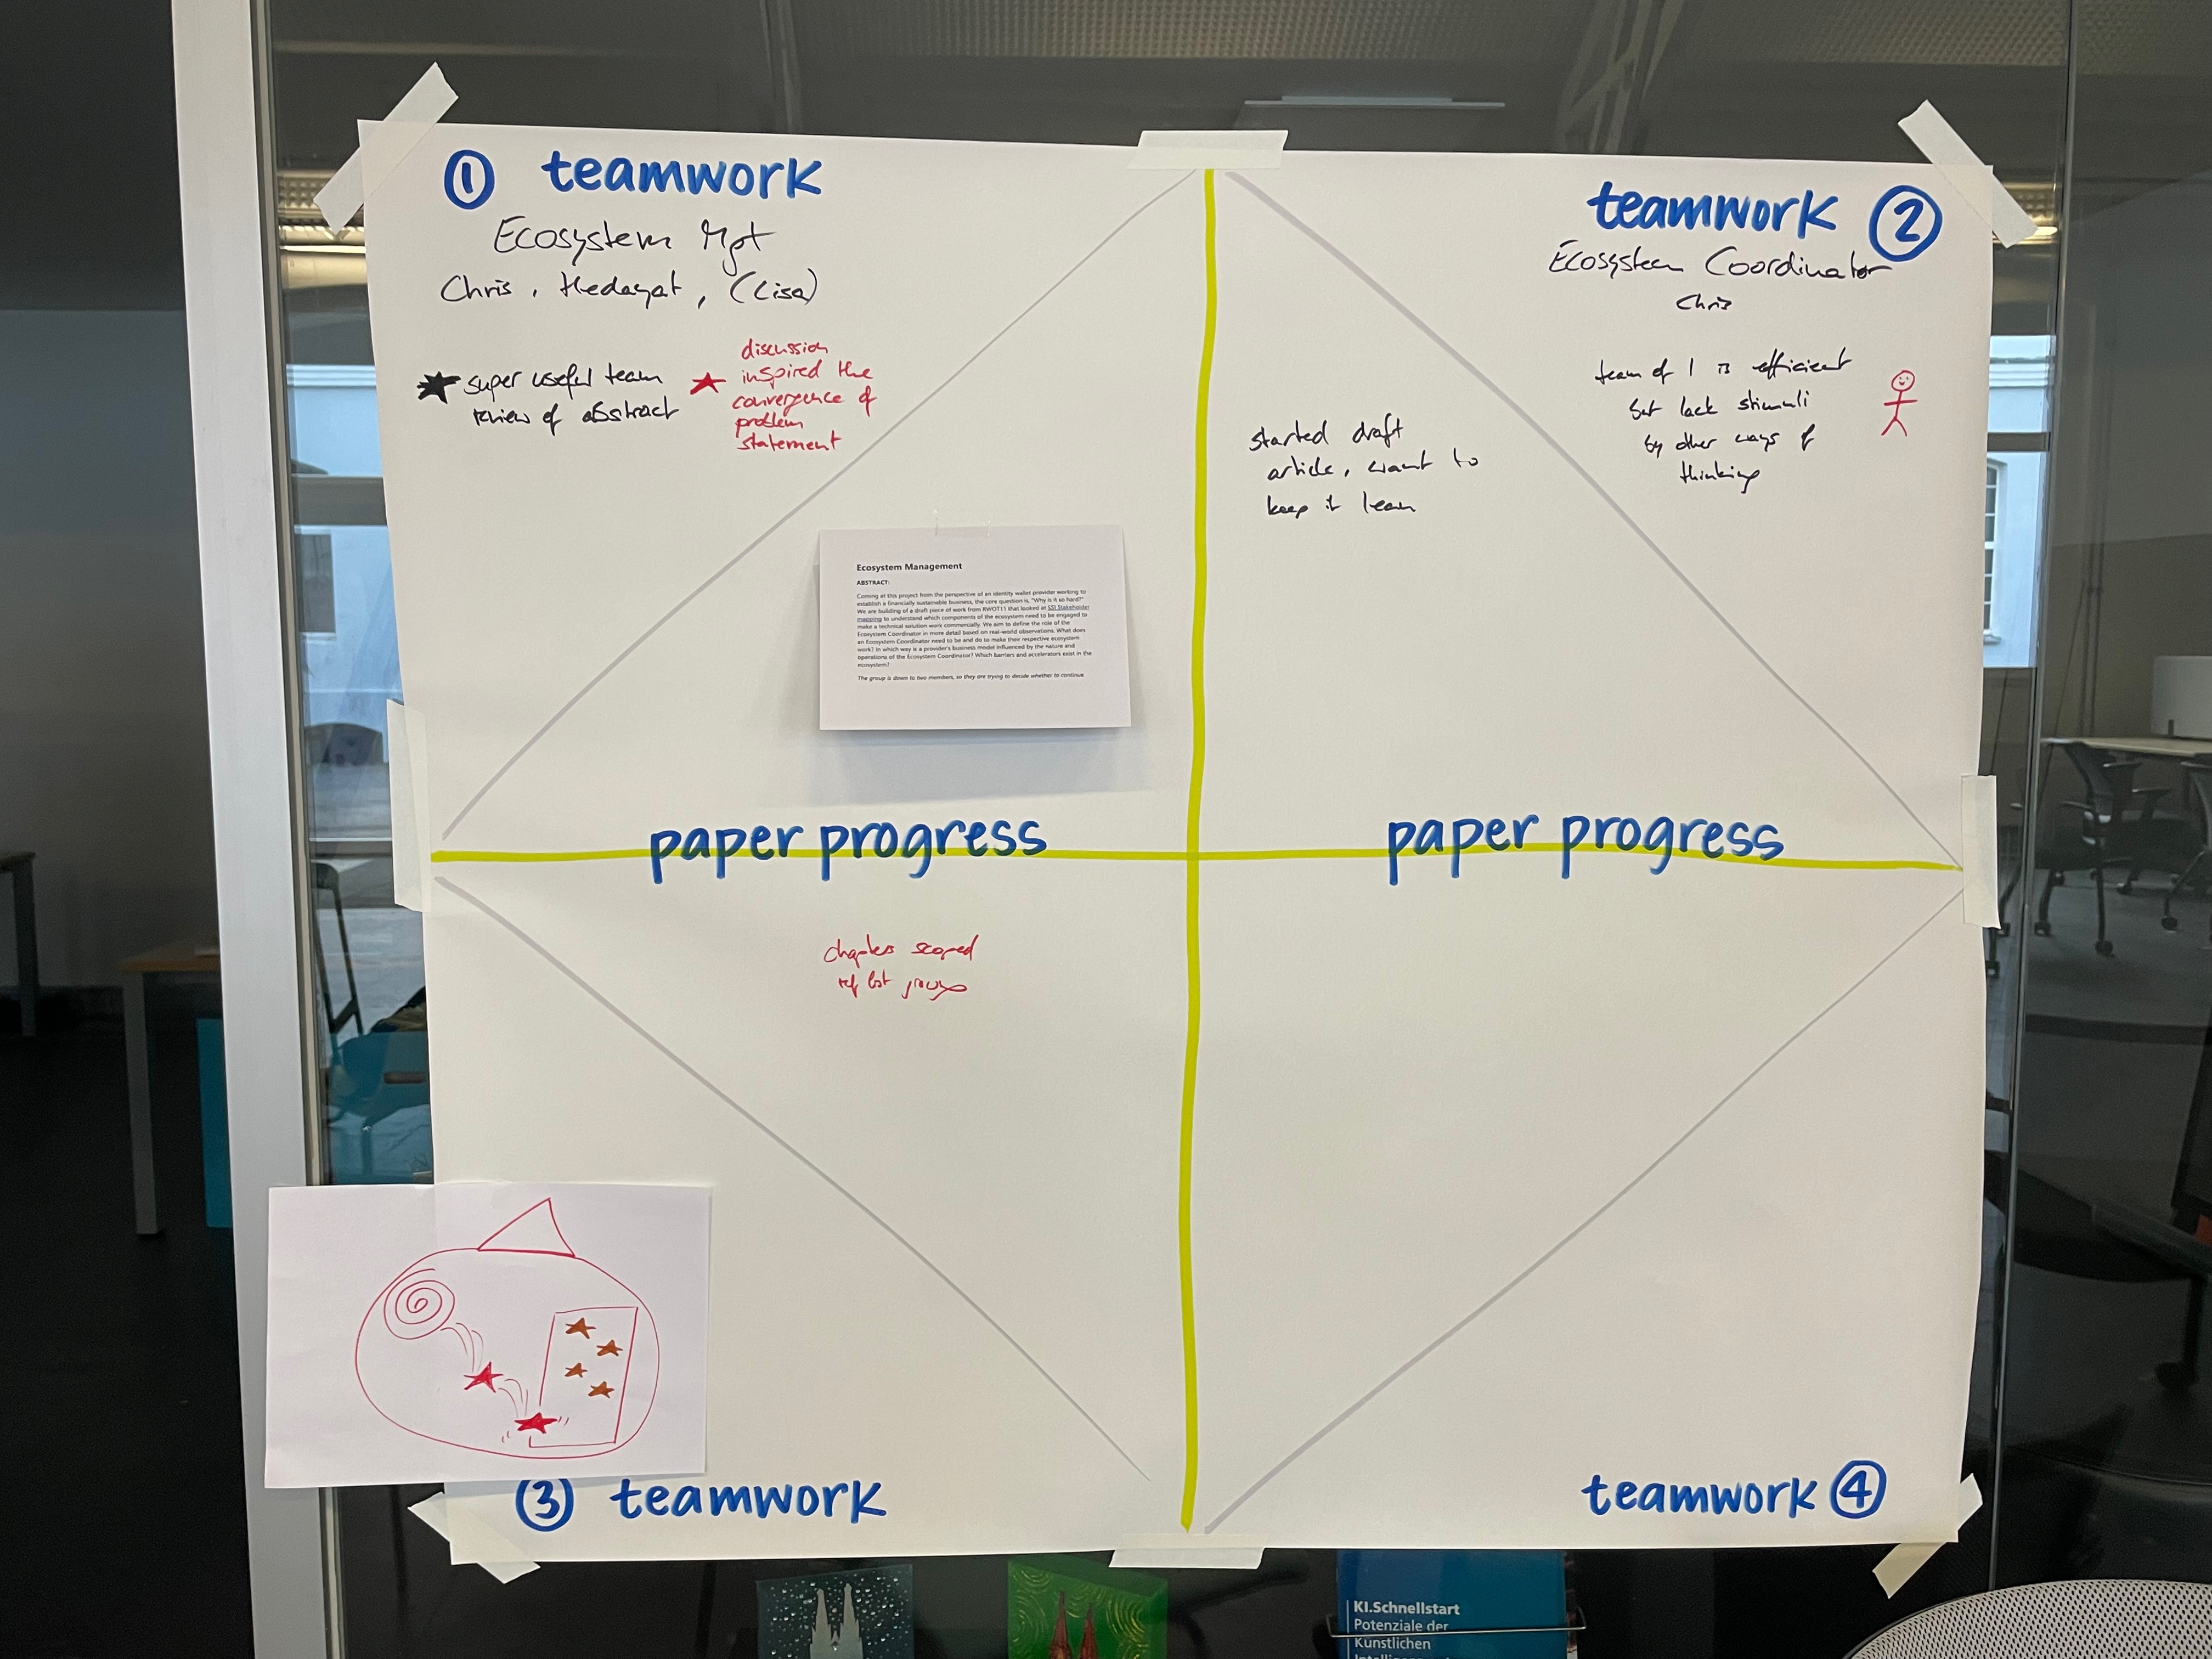 ① teamwork
Ecosystem Mgt
Chris, Hedayat, (Lisa)
super useful team
review of abstract
discussion
inspired the
convergence of
problem
statement
Ecosystem Management
ABSTRACT:
Coming at this project from the perspective of an identity wallet provider working to
establish a financially sustainable business, the core question is, "Why is it so hard?"
We are building of a draft piece of work from RWOT11 that looked at SSI Stakeholder
mapping to understand which components of the ecosystem need to be engaged to
make a technical solution work commercially. We aim to define the role of the
Ecosystem Coordinator in more detail based on real-world observations. What does
an Ecosystem Coordinator need to be and do to make their respective ecosystem
work? In which way is a provider's business model influenced by the nature and
operations of the Ecosystem Coordinator? Which barriers and accelerators exist in the
ecosystem?
The group is down to two members, so they are trying to decide whether to continue
paper progress
teamwork ②
Ecosystem Coordinator
Chris
team of 1 is efficient
but lack stimuli
by other ways of
thinking
started draft
article, want to
keep it lean
paper progress
chapters scoped
ref list
③ teamwork
teamwork ④
KI.Schnellstart
Potenziale der
Künstlichen